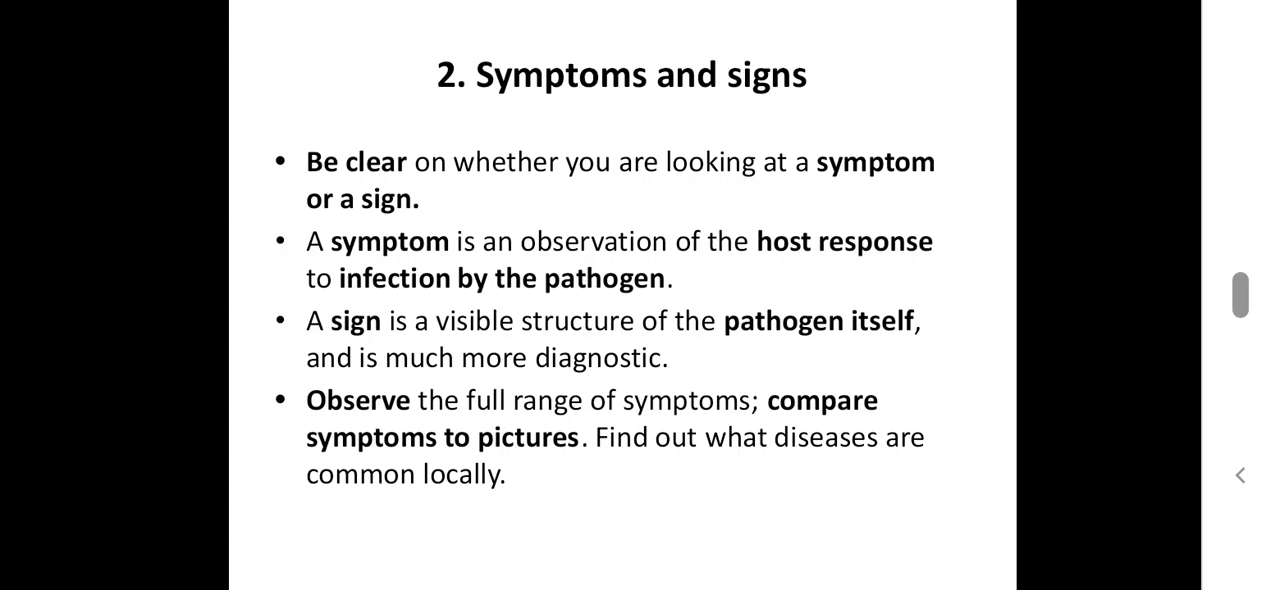 2. Symptoms and signs
• Be clear on whether you are looking at a symptom
or a sign.
• A symptom is an observation of the host response
to infection by the pathogen.
• A sign is a visible structure of the pathogen itself,
and is much more diagnostic.
• Observe the full range of symptoms; compare
symptoms to pictures. Find out what diseases are
common locally.